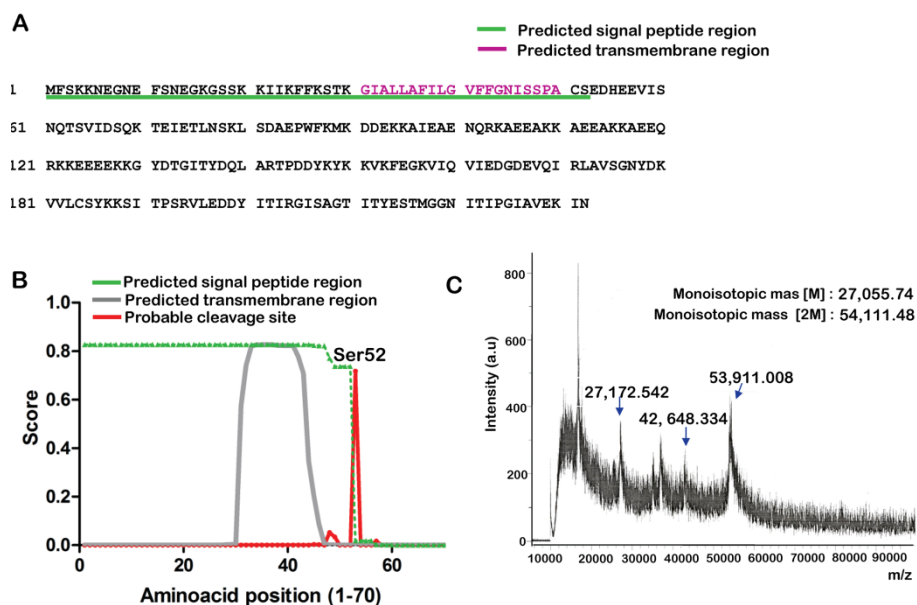 A
Predicted signal peptide region
Predicted transmembrane region
1 MFSKKNEGNE FSNEGKGSSK KIIKFFKSTK GIALLAFILG VFFGNISSPA CSEDHEEVIS
61 NQTSVIDSQK TEIETLNSKL SDAEPWFKMK DDEKKAIEAE NQRKAEEAKK AEEAKKAEEQ
121 RKKEEEEKKG YDTGITYDQL ARTPDDYKYK KVKFEGKVIQ VIEDGDEVQI RLAVSGNYDK
181 VVLCSYKKSI TPSRVLEDDY ITIRGISAGT ITYESTMGGN ITIPGIAVEK IN
B
Predicted signal peptide region
Predicted transmembrane region
Probable cleavage site
1.0
0.8
0.6
0.4
0.2
0.0
Score
Ser52
0 20 40 60
Aminoacid position (1-70)
C
Monoisotopic mas [M] : 27,055.74
Monoisotopic mass [2M] : 54,111.48
800
600
400
200
0
Intensity (a.u)
27,172.542
42, 648.334
53,911.008
10000 20000 30000 40000 50000 60000 70000 80000 90000
m/z